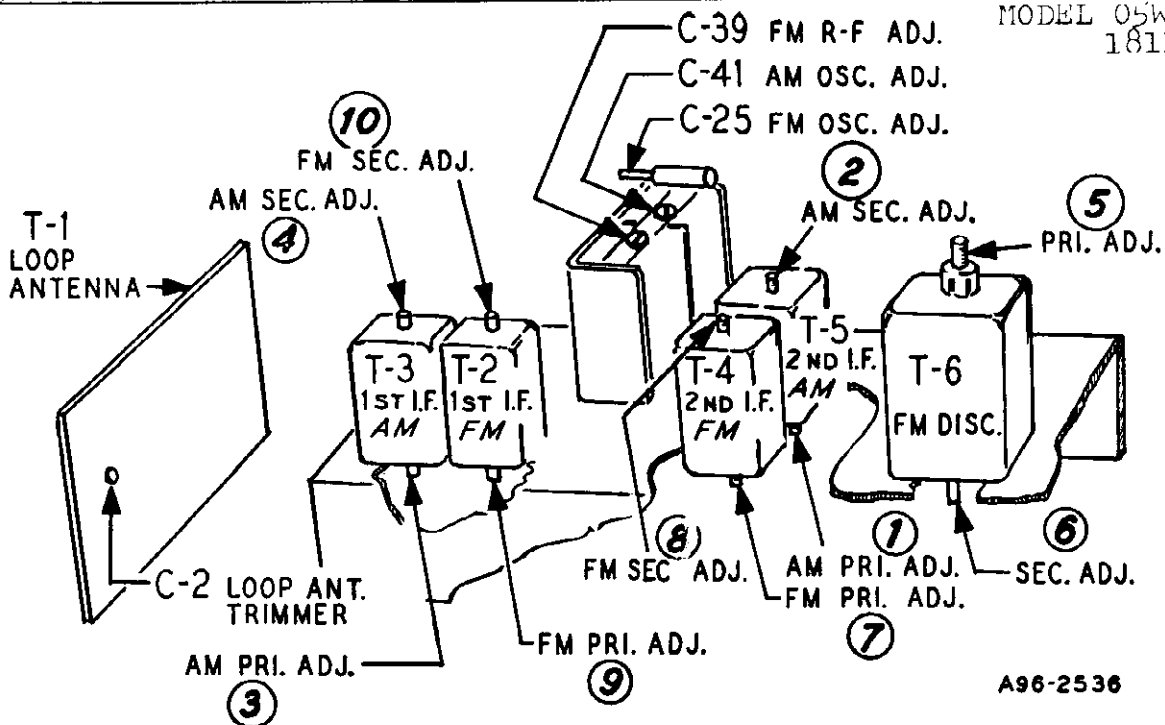 MODEL 05W
181
C-39 FM R-F ADJ.
C-41 AM OSC. ADJ.
C-25 FM OSC. ADJ.
10
FM SEC. ADJ.
AM SEC. ADJ.
4
2
AM SEC. ADJ.
5
PRI. ADJ.
T-1
LOOP
ANTENNA
T-3
1ST I.F.
AM
T-2
1ST I.F.
FM
T-4
2ND I.F.
FM
T-5
2ND I.F.
AM
T-6
FM DISC.
C-2 LOOP ANT.
TRIMMER
8
FM SEC ADJ.
1
AM PRI. ADJ.
FM PRI. ADJ.
7
6
SEC. ADJ.
AM PRI. ADJ.
3
FM PRI. ADJ.
9
A96-2536